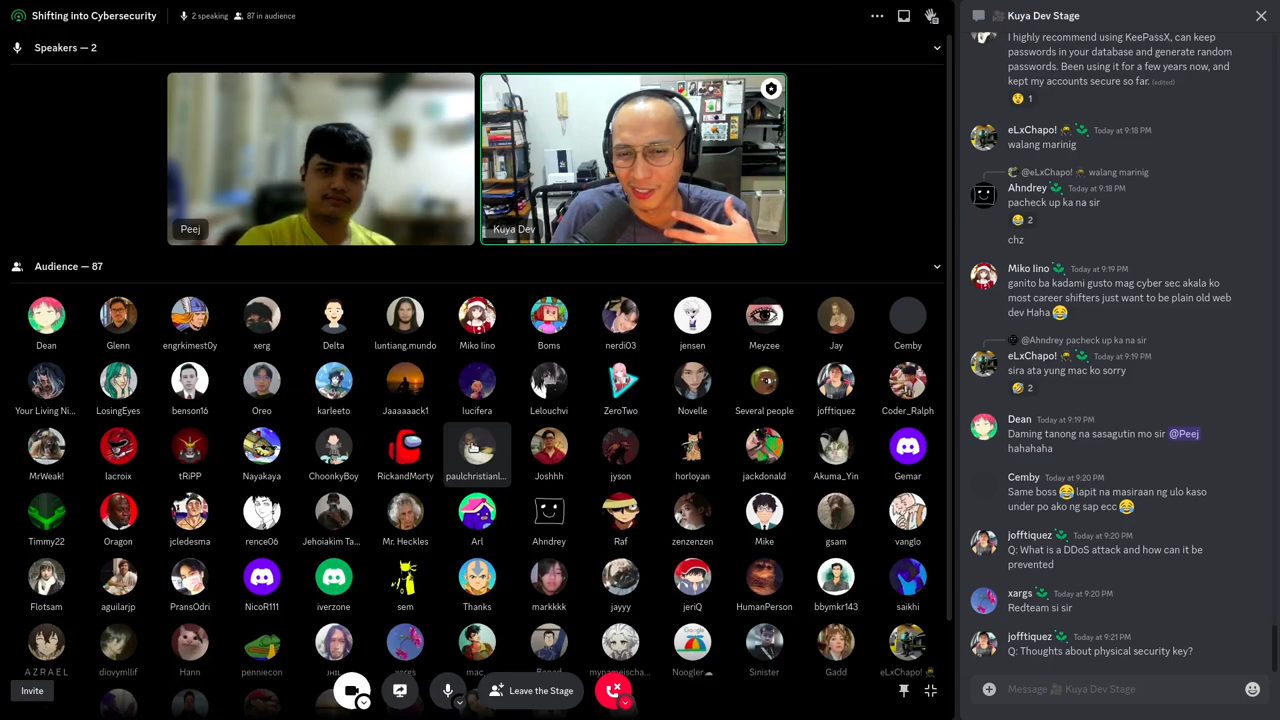 Shifting into Cybersecurity
2 speaking
87 in audience
Speakers — 2
Peej
Kuya Dev
Audience — 87
Dean Glenn engrkimest0y xerg Delta luntiang.mundo Miko Iino Boms nerdi03 jensen Meyzee Jay Cemby
Your Living Ni... LosingEyes benson16 Oreo karleeto Jaaaaaack1 lucifera Lelouchvi ZeroTwo Novelle Several people jofftiquez Coder_Ralph
MrWeak! lacroix tRiPP Nayakaya ChoonkyBoy RickandMorty paulchristianl... Joshhh jyson horloyan jackdonald Akuma_Yin Gemar
Timmy22 Oragon jcledesma rence06 Jehoiakim Ta... Mr. Heckles Arl Ahndrey Raf zenzenzen Mike gsam vanglo
Flotsam aguilarjp PransOdri NicoR111 iverzone sem Thanks markkkk jayyy jeriQ HumanPerson bbymkr143 saikhi
A Z R A E L diovymllif Hann penniecon xargs mac Noogler Sinister Gadd eLxChapo!
Invite
Leave the Stage
Kuya Dev Stage
I highly recommend using KeePassX, can keep
passwords in your database and generate random
passwords. Been using it for a few years now, and
kept my accounts secure so far. (edited)
1
eLxChapo! Today at 9:18 PM
walang marinig
@eLxChapo! walang marinig
Ahndrey Today at 9:18 PM
pacheck up ka na sir
2
chz
Miko Iino Today at 9:19 PM
ganito ba kadami gusto mag cyber sec akala ko
most career shifters just want to be plain old web
dev Haha 😂
@Ahndrey pacheck up ka na sir
eLxChapo! Today at 9:19 PM
sira ata yung mac ko sorry
2
Dean Today at 9:19 PM
Daming tanong na sasagutin mo sir @Peej
hahahaha
Cemby Today at 9:20 PM
Same boss 😂 lapit na masiraan ng ulo kaso
under po ako ng sap ecc 😂
jofftiquez Today at 9:20 PM
Q: What is a DDoS attack and how can it be
prevented
xargs Today at 9:20 PM
Redteam si sir
jofftiquez Today at 9:21 PM
Q: Thoughts about physical security key?
Message Kuya Dev Stage